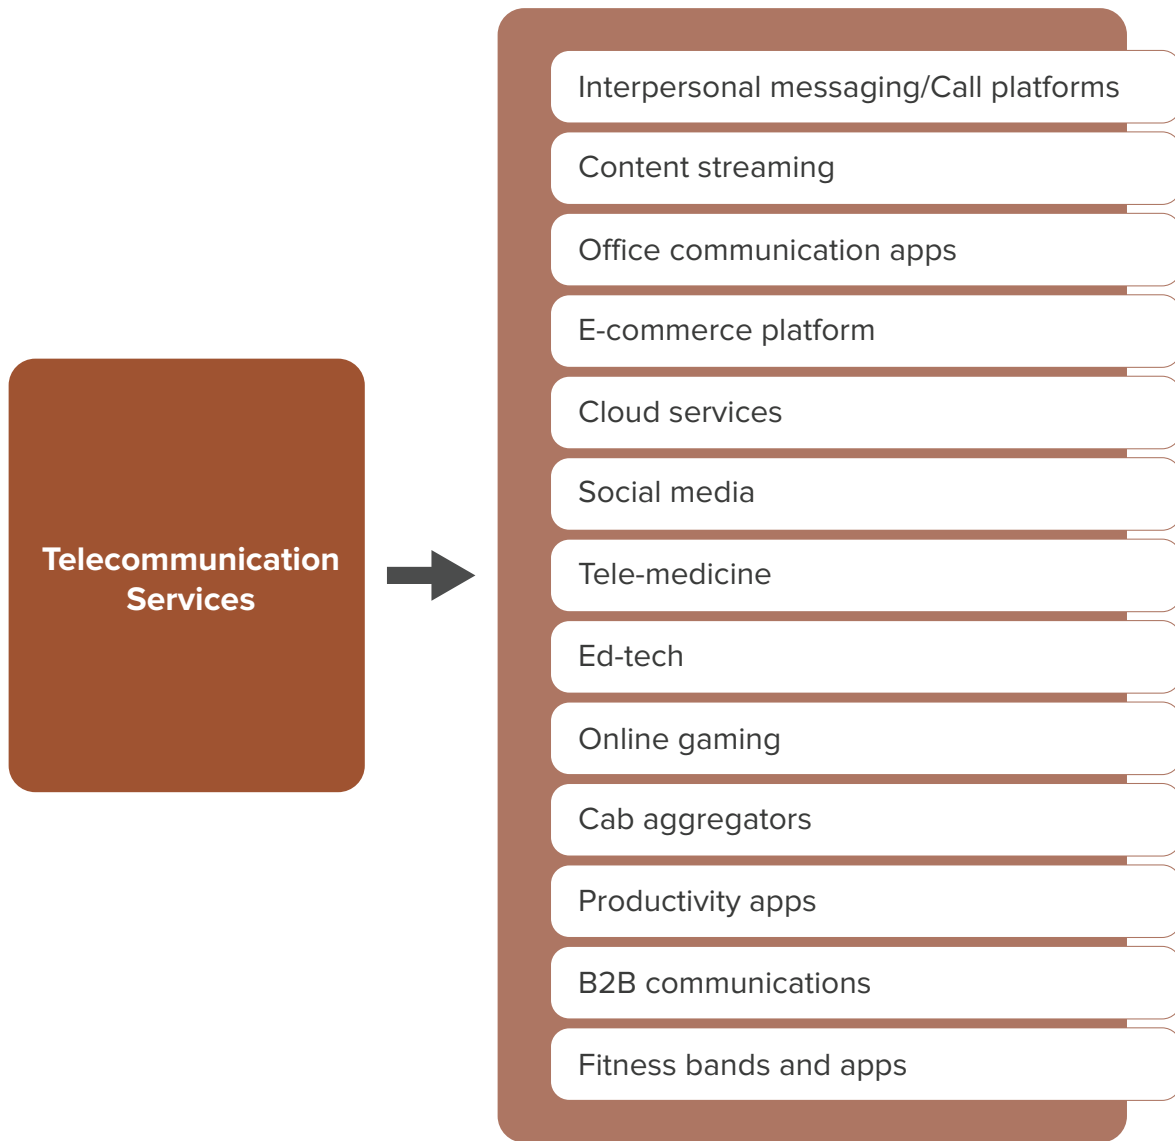 Telecommunication
Services
Interpersonal messaging/Call platforms
Content streaming
Office communication apps
E-commerce platform
Cloud services
Social media
Tele-medicine
Ed-tech
Online gaming
Cab aggregators
Productivity apps
B2B communications
Fitness bands and apps